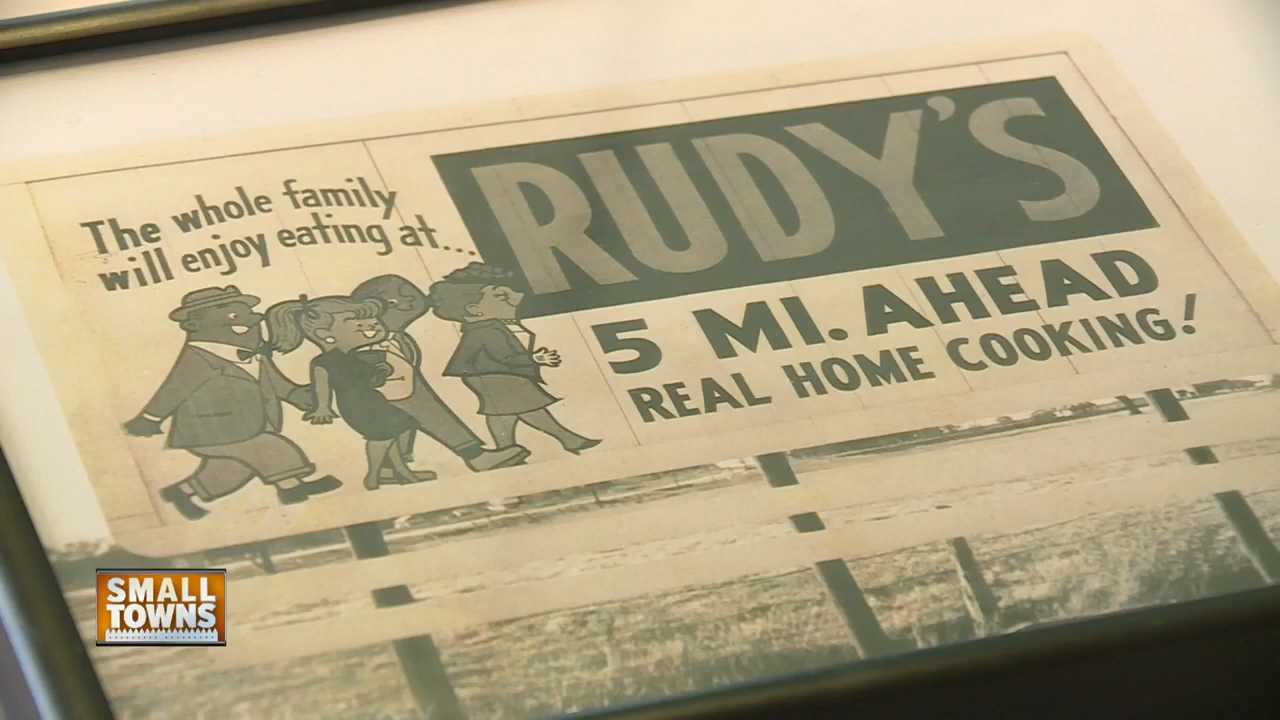 The whole family
will enjoy eating at...
RUDY'S
5 MI. AHEAD
REAL HOME COOKING!
SMALL
TOWNS